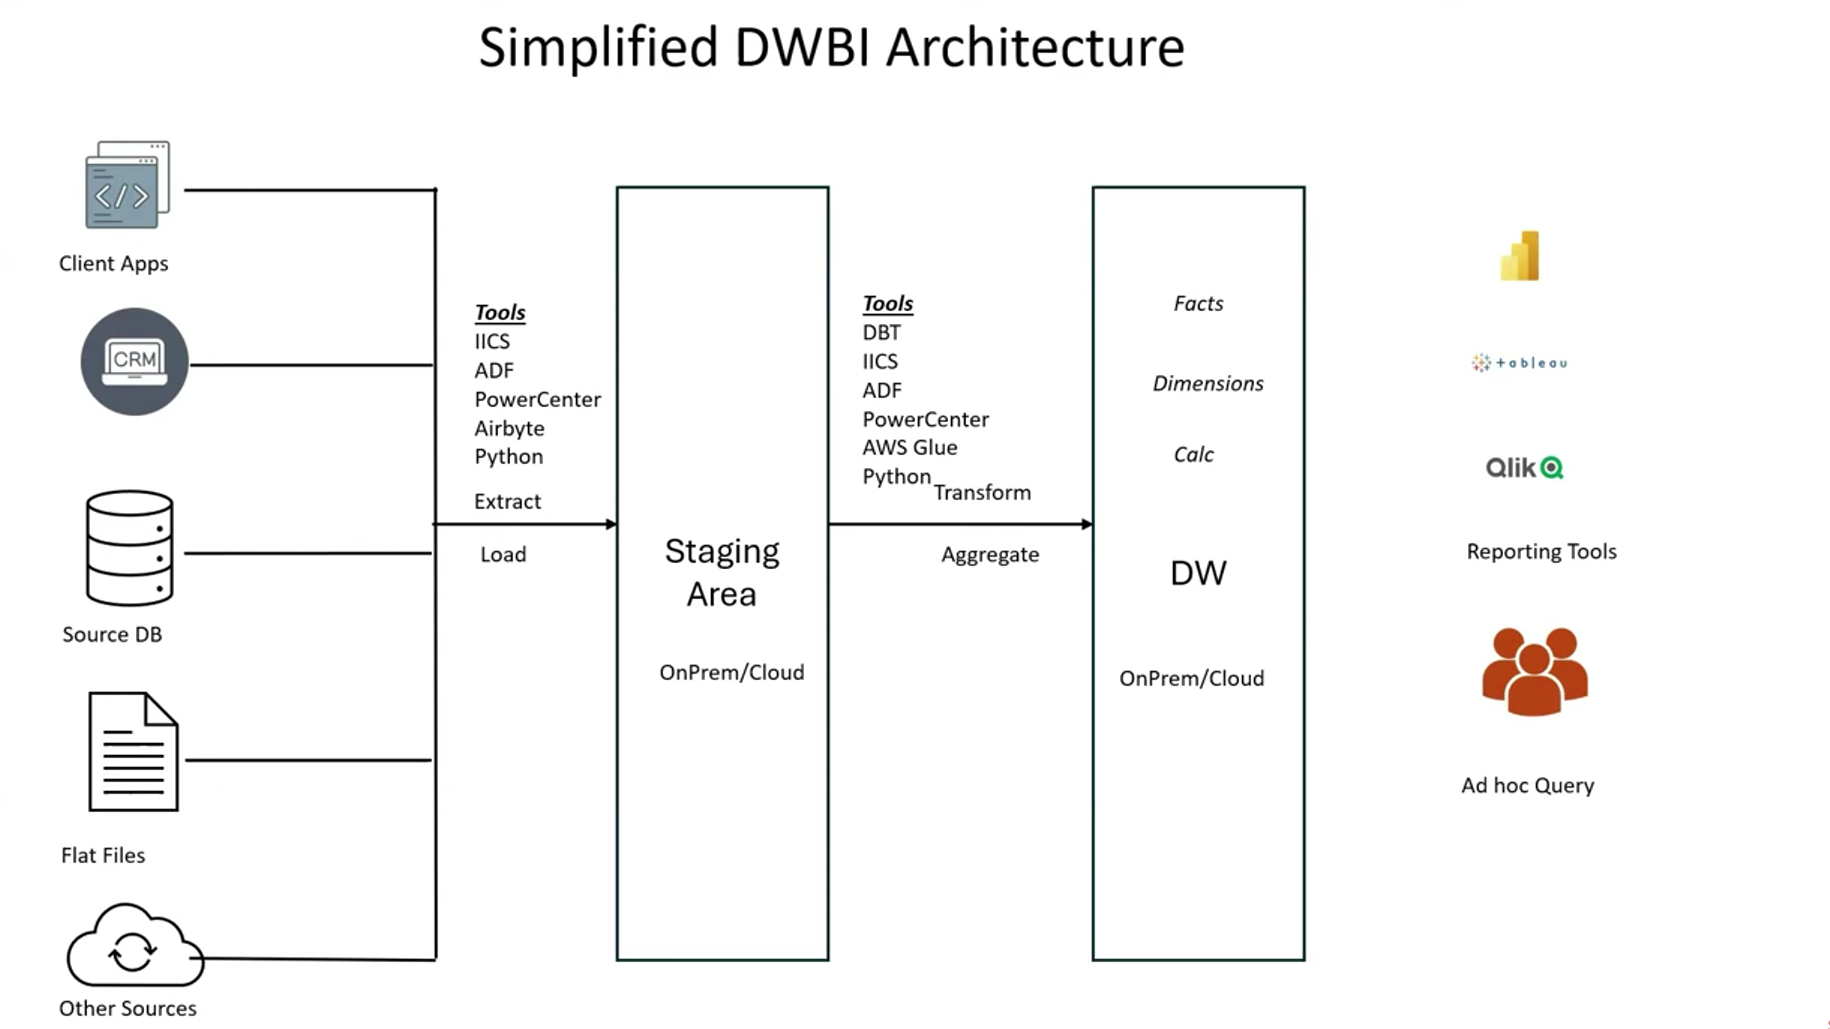 Simplified DWBI Architecture
</>
Client Apps
CRM
Source DB
Flat Files
Other Sources
Tools
IICS
ADF
PowerCenter
Airbyte
Python
Extract
Load
Staging
Area
OnPrem/Cloud
Tools
DBT
IICS
ADF
PowerCenter
AWS Glue
Python
Transform
Aggregate
Facts
Dimensions
Calc
DW
OnPrem/Cloud
+ableau
Qlik
Reporting Tools
Ad hoc Query